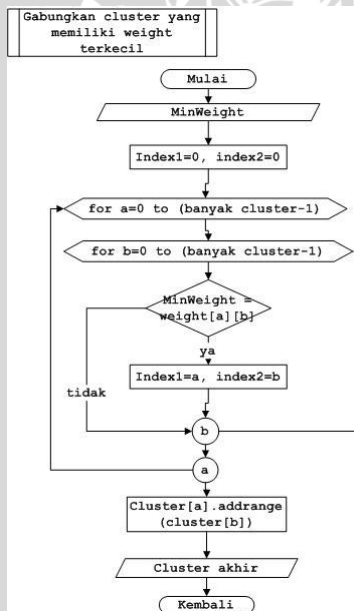 Gabungkan cluster yang
memiliki weight
terkecil
Mulai
MinWeight
Index1=0, index2=0
for a=0 to (banyak cluster-1)
for b=0 to (banyak cluster-1)
MinWeight =
weight[a][b]
ya
Index1=a, index2=b
tidak
b
a
Cluster[a].addrange
(cluster[b])
Cluster akhir
Kembali